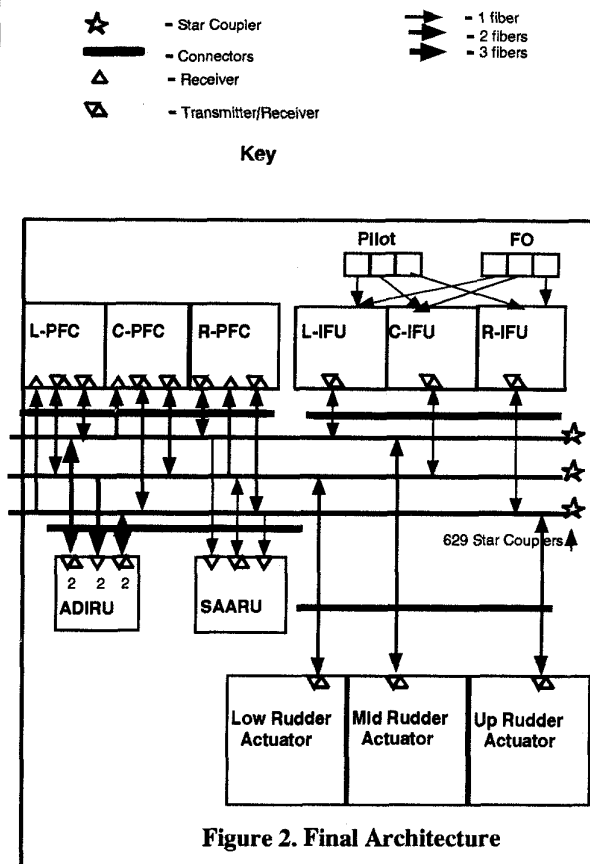 - Star Coupler
- 1 fiber
- 2 fibers
- 3 fibers
- Connectors
- Receiver
- Transmitter/Receiver
Key
Pilot FO
L-PFC C-PFC R-PFC L-IFU C-IFU R-IFU
629 Star Couplers
2 2 2
ADIRU SAARU
Low Rudder Actuator
Mid Rudder Actuator
Up Rudder Actuator
Figure 2. Final Architecture